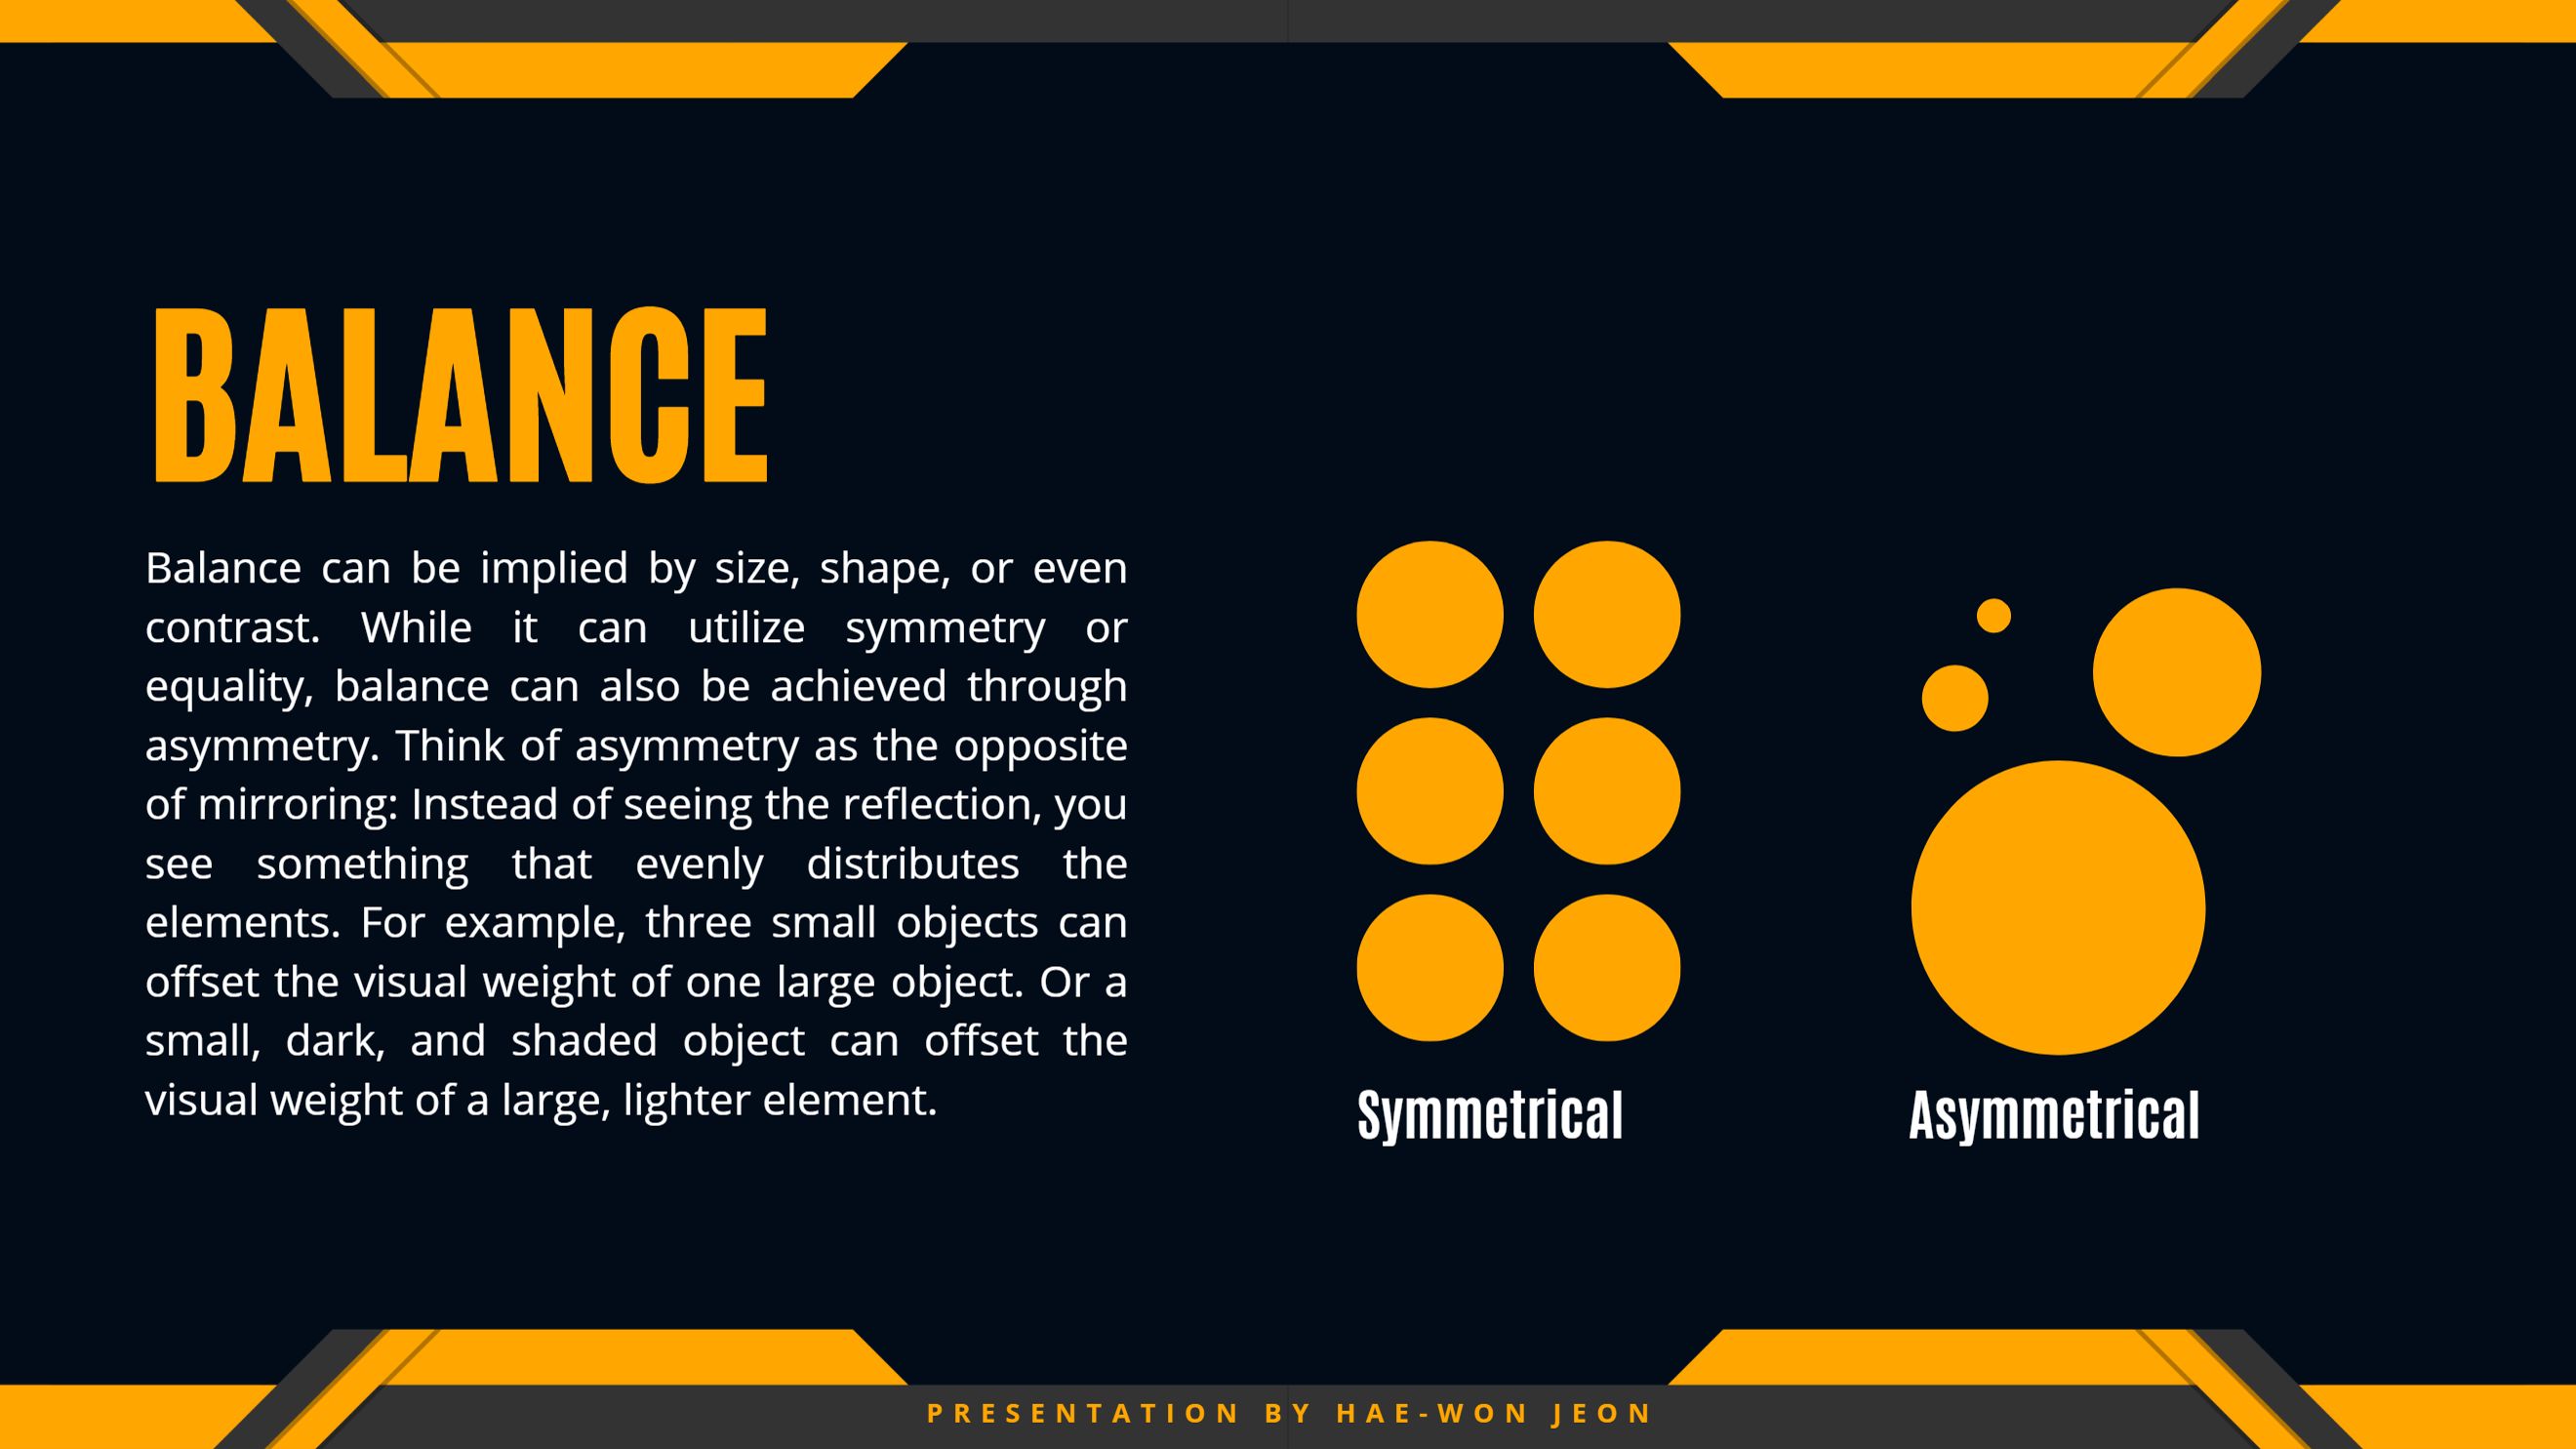 BALANCE
Balance can be implied by size, shape, or even
contrast. While it can utilize symmetry or
equality, balance can also be achieved through
asymmetry. Think of asymmetry as the opposite
of mirroring: Instead of seeing the reflection, you
see something that evenly distributes the
elements. For example, three small objects can
offset the visual weight of one large object. Or a
small, dark, and shaded object can offset the
visual weight of a large, lighter element.
Symmetrical
Asymmetrical
PRESENTATION BY HAE-WON JEON